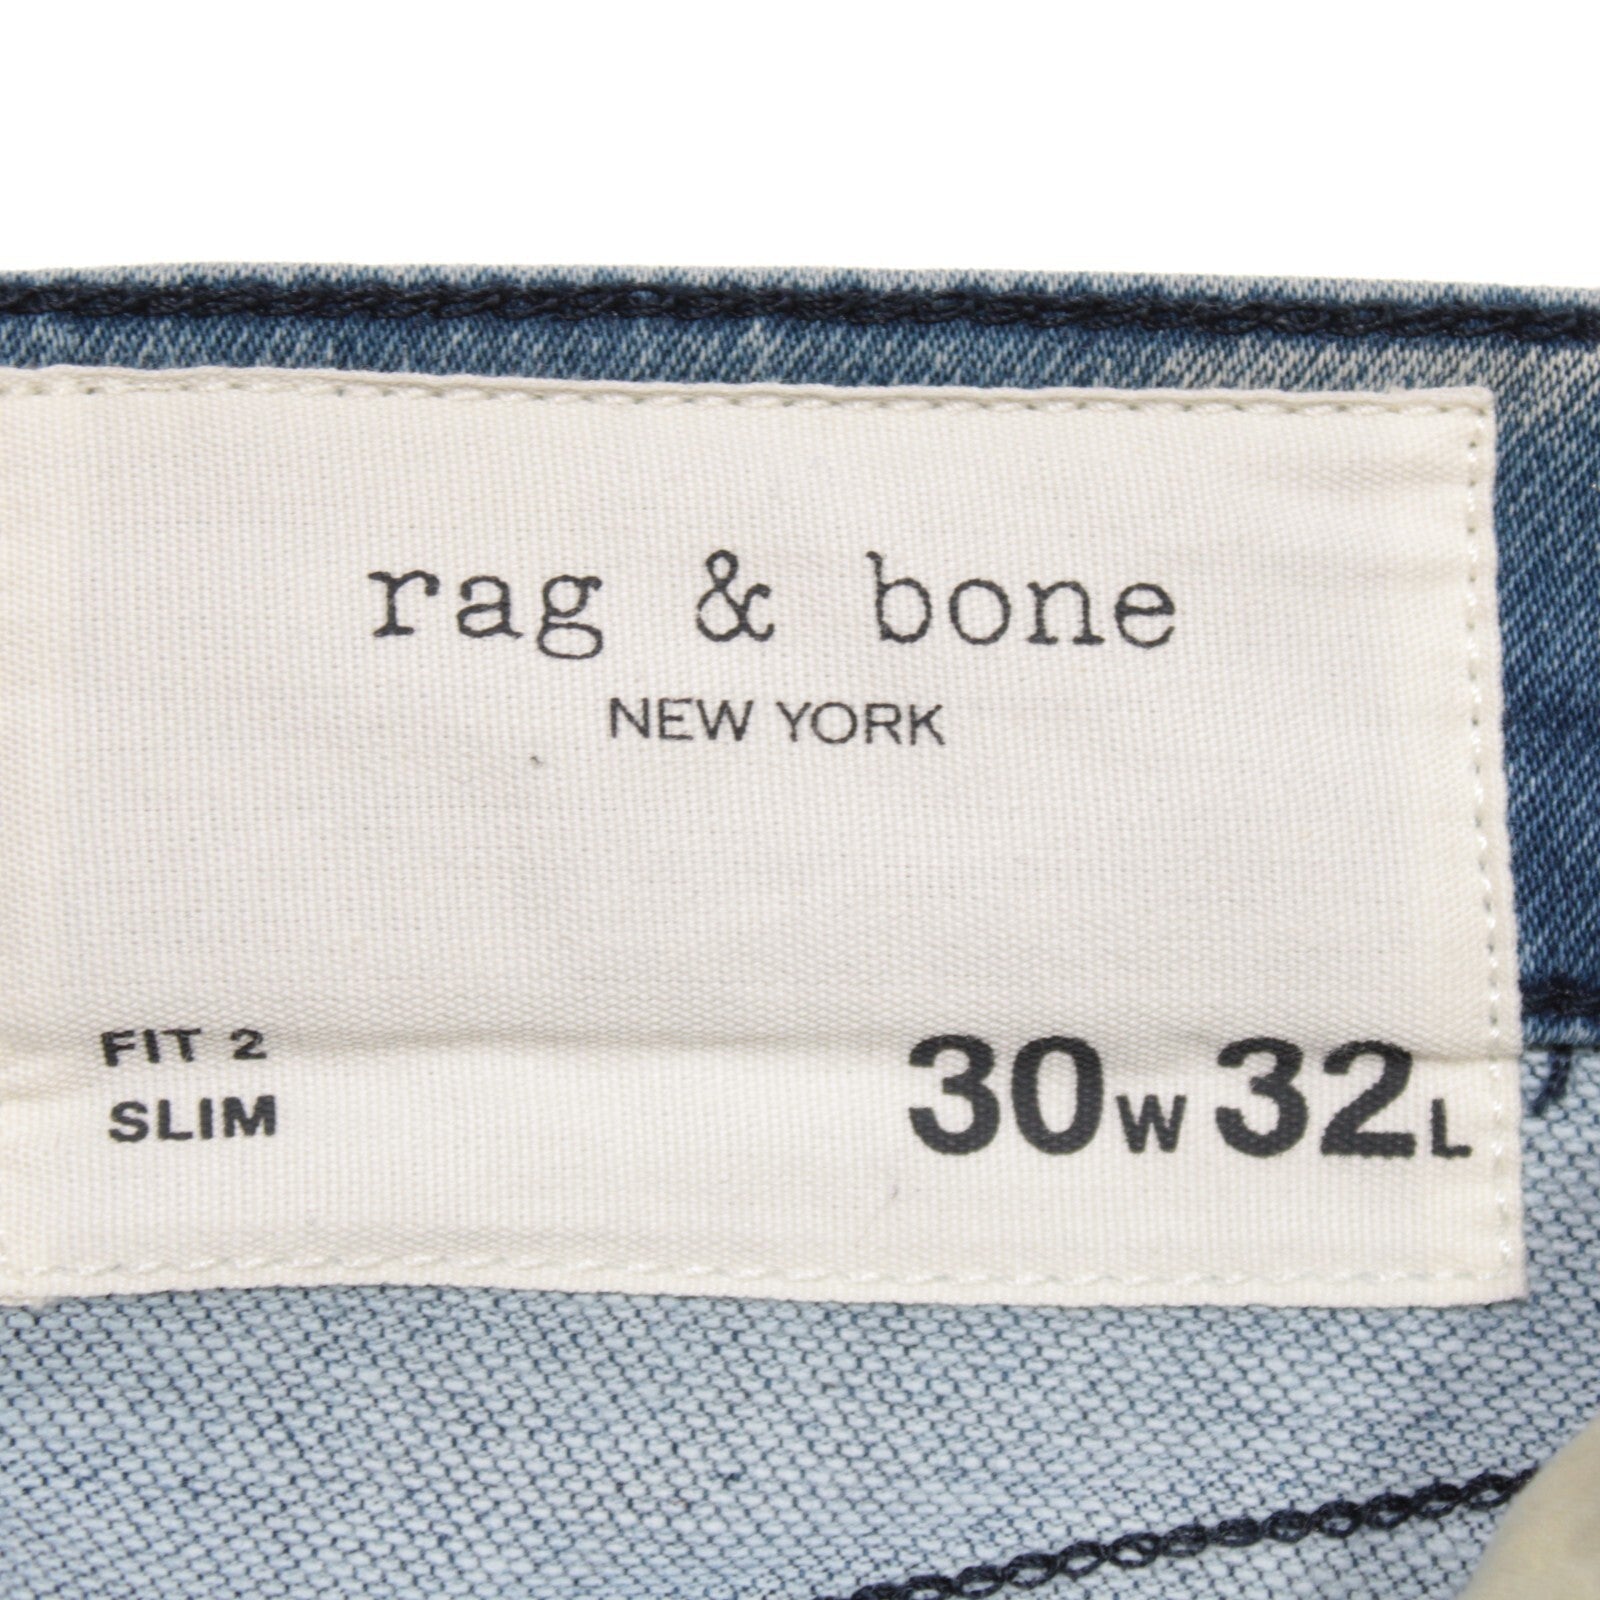 rag & bone
NEW YORK
FIT 2
SLIM
30W 32L